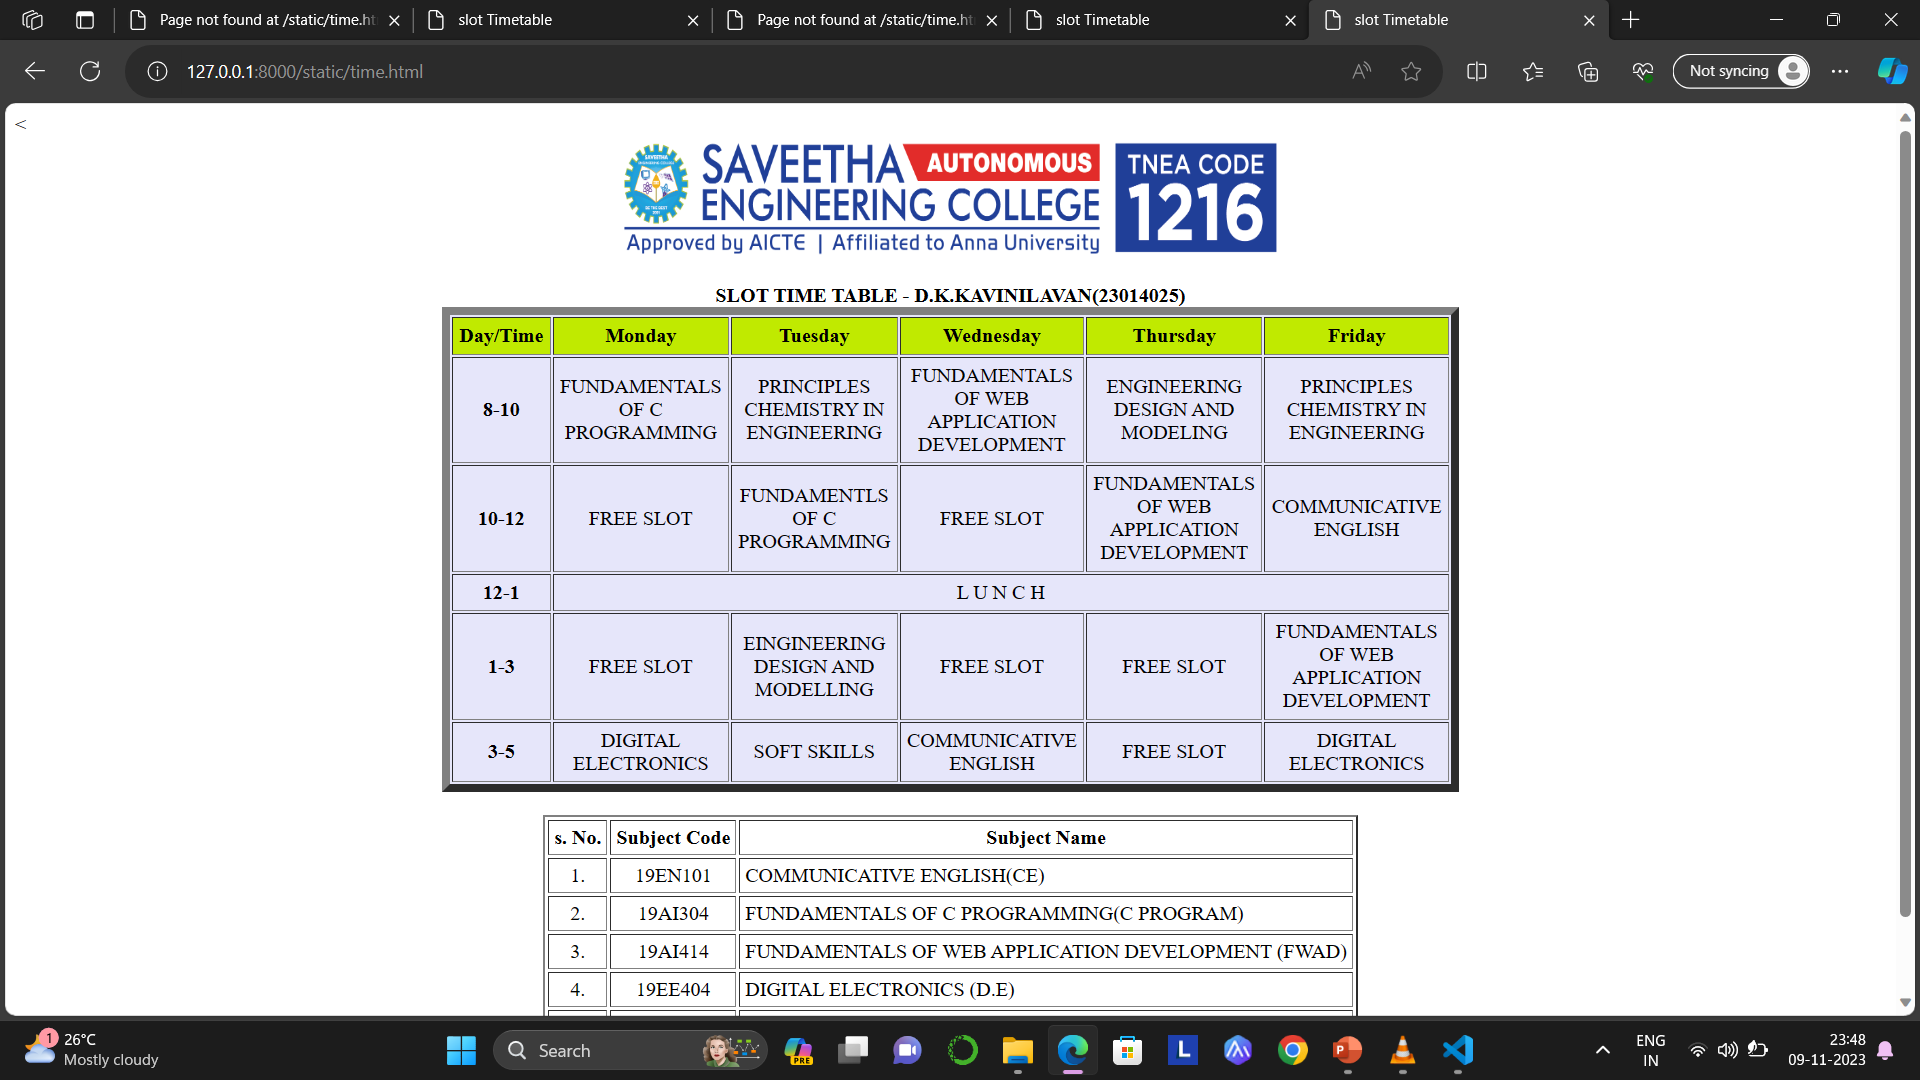 Page not found at /static/time.ht
slot Timetable
Page not found at /static/time.ht
slot Timetable
slot Timetable
127.0.0.1:8000/static/time.html
Not syncing
<
SAVEETHA AUTONOMOUS
ENGINEERING COLLEGE
Approved by AICTE | Affiliated to Anna University
TNEA CODE
1216
SLOT TIME TABLE - D.K.KAVINILAVAN(23014025)
Day/Time Monday Tuesday Wednesday Thursday Friday
8-10
FUNDAMENTALS
OF C
PROGRAMMING
PRINCIPLES
CHEMISTRY IN
ENGINEERING
FUNDAMENTALS
OF WEB
APPLICATION
DEVELOPMENT
ENGINEERING
DESIGN AND
MODELING
PRINCIPLES
CHEMISTRY IN
ENGINEERING
10-12
FREE SLOT
FUNDAMENTLS
OF C
PROGRAMMING
FREE SLOT
FUNDAMENTALS
OF WEB
APPLICATION
DEVELOPMENT
COMMUNICATIVE
ENGLISH
12-1
L U N C H
1-3
FREE SLOT
EINGINEERING
DESIGN AND
MODELLING
FREE SLOT
FREE SLOT
FUNDAMENTALS
OF WEB
APPLICATION
DEVELOPMENT
3-5
DIGITAL
ELECTRONICS
SOFT SKILLS
COMMUNICATIVE
ENGLISH
FREE SLOT
DIGITAL
ELECTRONICS
s. No. Subject Code Subject Name
1. 19EN101 COMMUNICATIVE ENGLISH(CE)
2. 19AI304 FUNDAMENTALS OF C PROGRAMMING(C PROGRAM)
3. 19AI414 FUNDAMENTALS OF WEB APPLICATION DEVELOPMENT (FWAD)
4. 19EE404 DIGITAL ELECTRONICS (D.E)
1
26°C
Mostly cloudy
Search
PRE
L
ENG
IN
23:48
09-11-2023